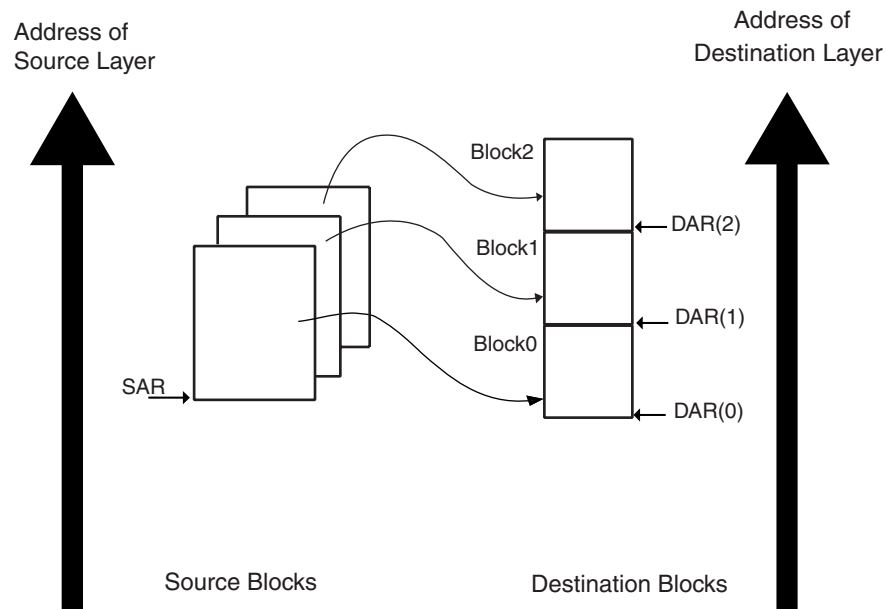 Address of
Source Layer
Address of
Destination Layer
Block2
DAR(2)
Block1
DAR(1)
Block0
SAR
DAR(0)
Source Blocks
Destination Blocks